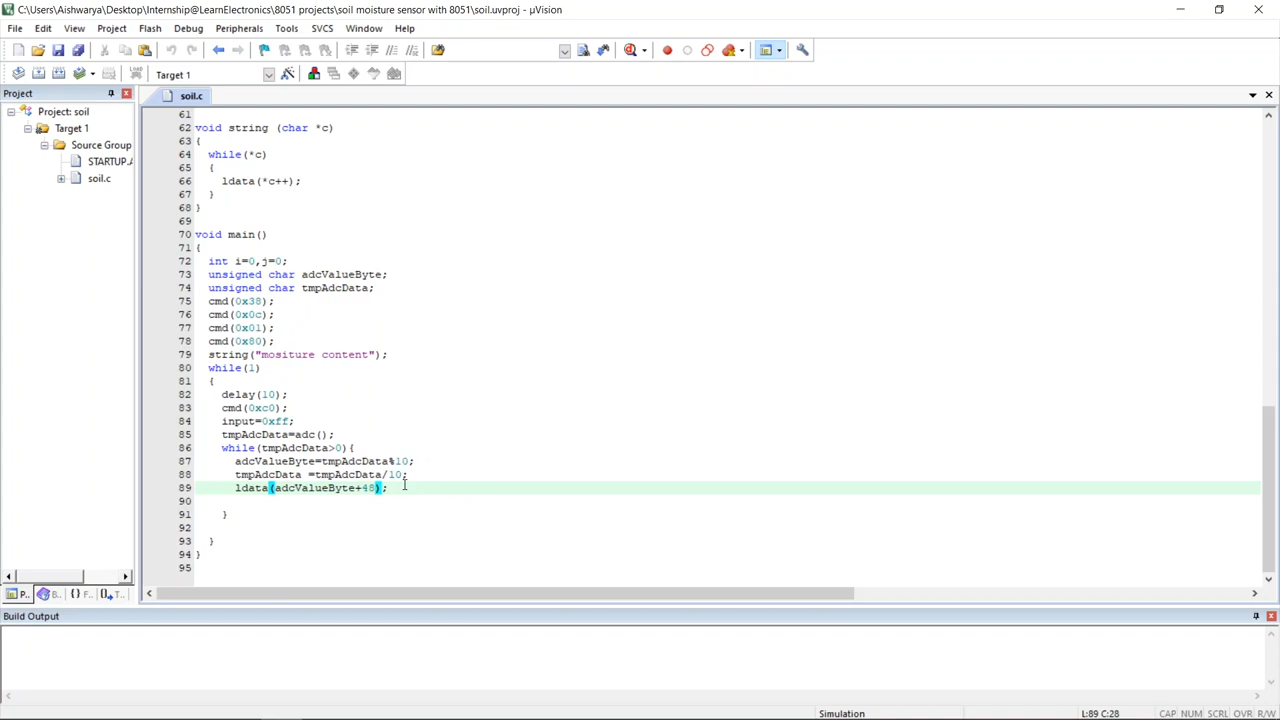 C:\Users\Aishwarya\Desktop\Internship@LearnElectronics\8051 projects\soil moisture sensor with 8051\soil.uvproj - µVision
File Edit View Project Flash Debug Peripherals Tools SVCS Window Help
LOAD Target 1
Project
soil.c
Project: soil
Target 1
Source Group
STARTUP.A
soil.c
61
62 void string (char *c)
63 {
64 while(*c)
65 {
66 ldata(*c++);
67 }
68 }
69
70 void main()
71 {
72 int i=0,j=0;
73 unsigned char adcValueByte;
74 unsigned char tmpAdcData;
75 cmd(0x38);
76 cmd(0x0c);
77 cmd(0x01);
78 cmd(0x80);
79 string("mositure content");
80 while(1)
81 {
82 delay(10);
83 cmd(0xc0);
84 input=0xff;
85 tmpAdcData=adc();
86 while(tmpAdcData>0){
87 adcValueByte=tmpAdcData%10;
88 tmpAdcData =tmpAdcData/10;
89 ldata(adcValueByte+48);
90
91 }
92
93 }
94 }
95
P.. B.. {} F.. T..
Build Output
Simulation L:89 C:28 CAP NUM SCRL OVR R/W